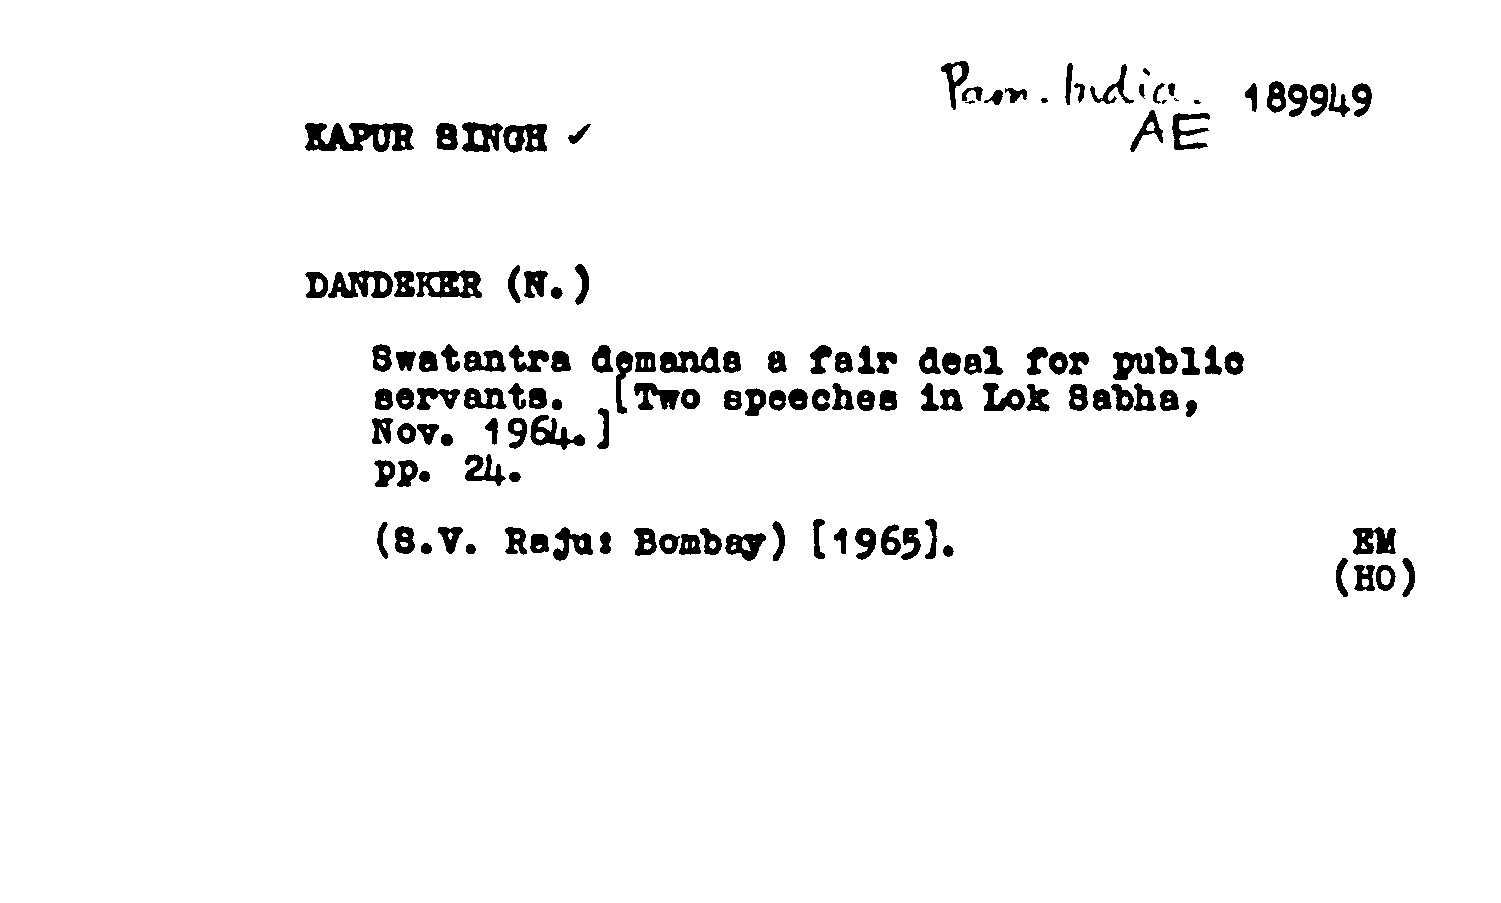 Pam. India. 189949
AE
KAPUR SINGH ✓
DANDEKER (N.)
Swatantra demands a fair deal for public
servants. [Two speeches in Lok Sabha,
Nov. 1964.]
pp. 24.
(S.V. Raju: Bombay) [1965].
EM
(HO)